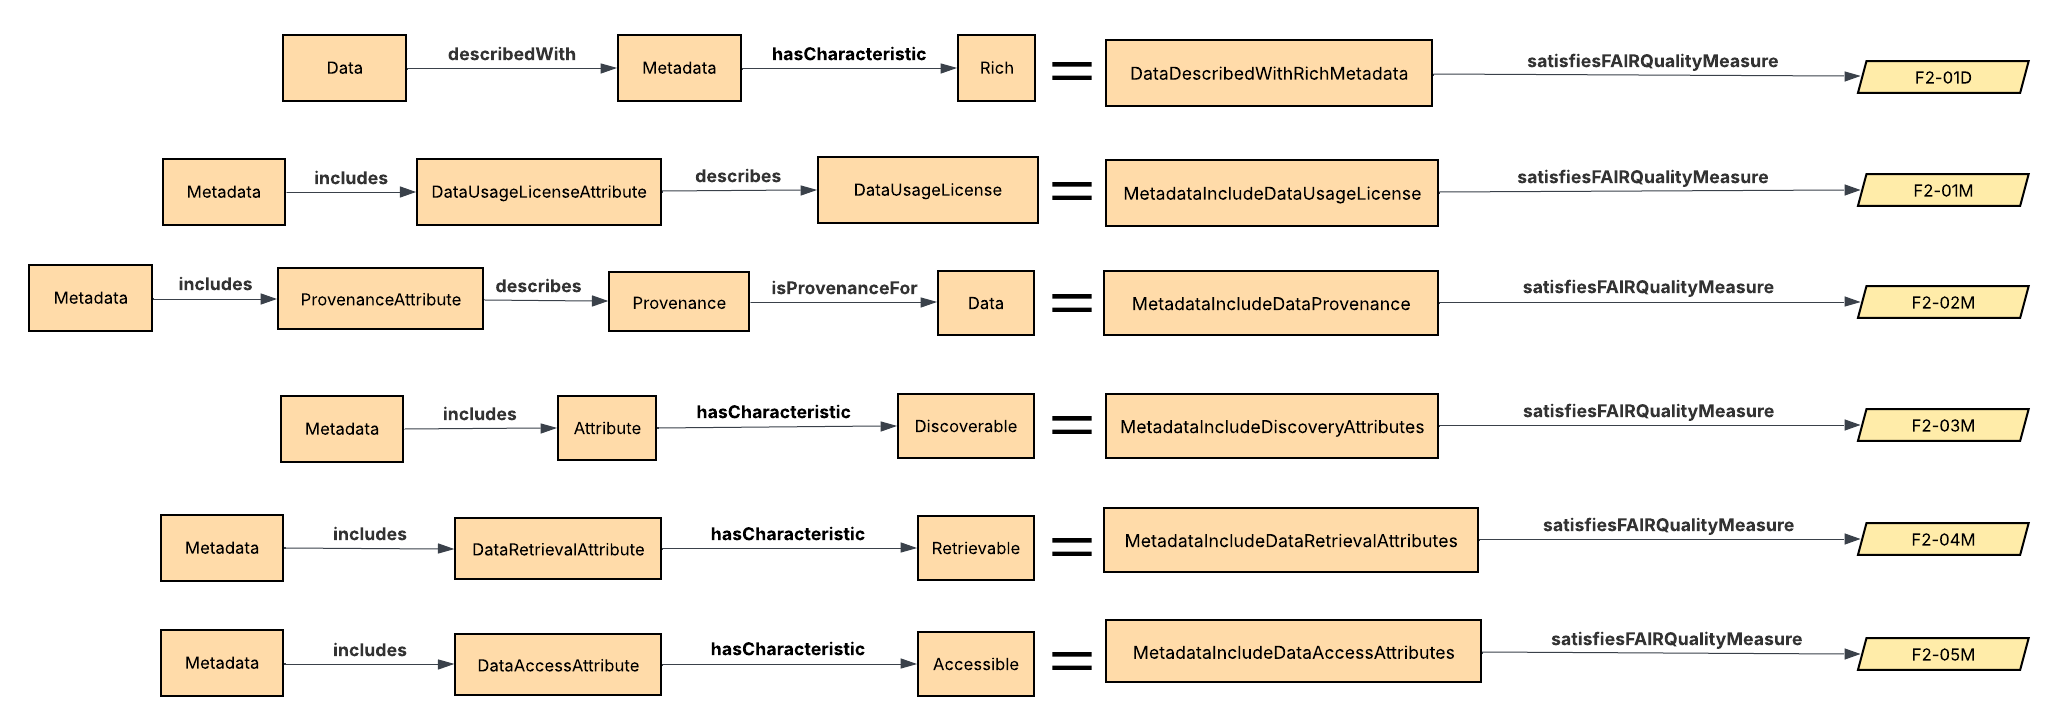 Data describedWith Metadata hasCharacteristic Rich = DataDescribedWithRichMetadata satisfiesFAIRQualityMeasure F2-01D
Metadata includes DataUsageLicenseAttribute describes DataUsageLicense = MetadataIncludeDataUsageLicense satisfiesFAIRQualityMeasure F2-01M
Metadata includes ProvenanceAttribute describes Provenance isProvenanceFor Data = MetadataIncludeDataProvenance satisfiesFAIRQualityMeasure F2-02M
Metadata includes Attribute hasCharacteristic Discoverable = MetadataIncludeDiscoveryAttributes satisfiesFAIRQualityMeasure F2-03M
Metadata includes DataRetrievalAttribute hasCharacteristic Retrievable = MetadataIncludeDataRetrievalAttributes satisfiesFAIRQualityMeasure F2-04M
Metadata includes DataAccessAttribute hasCharacteristic Accessible = MetadataIncludeDataAccessAttributes satisfiesFAIRQualityMeasure F2-05M